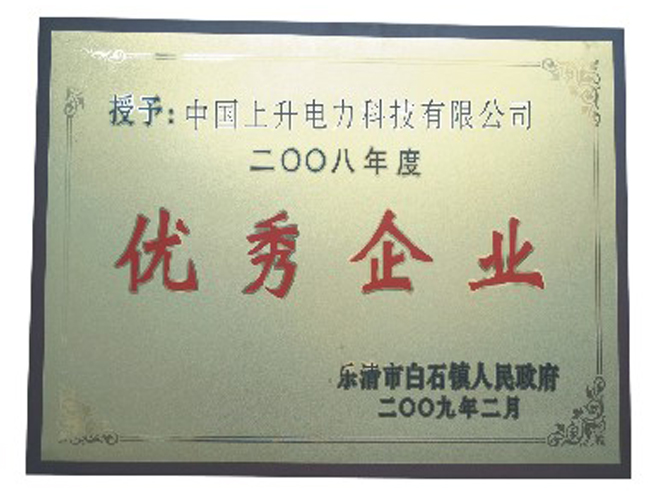 授予:中国上升电力科技有限公司
二〇〇八年度
优秀企业
乐清市白石镇人民政府
二〇〇九年二月